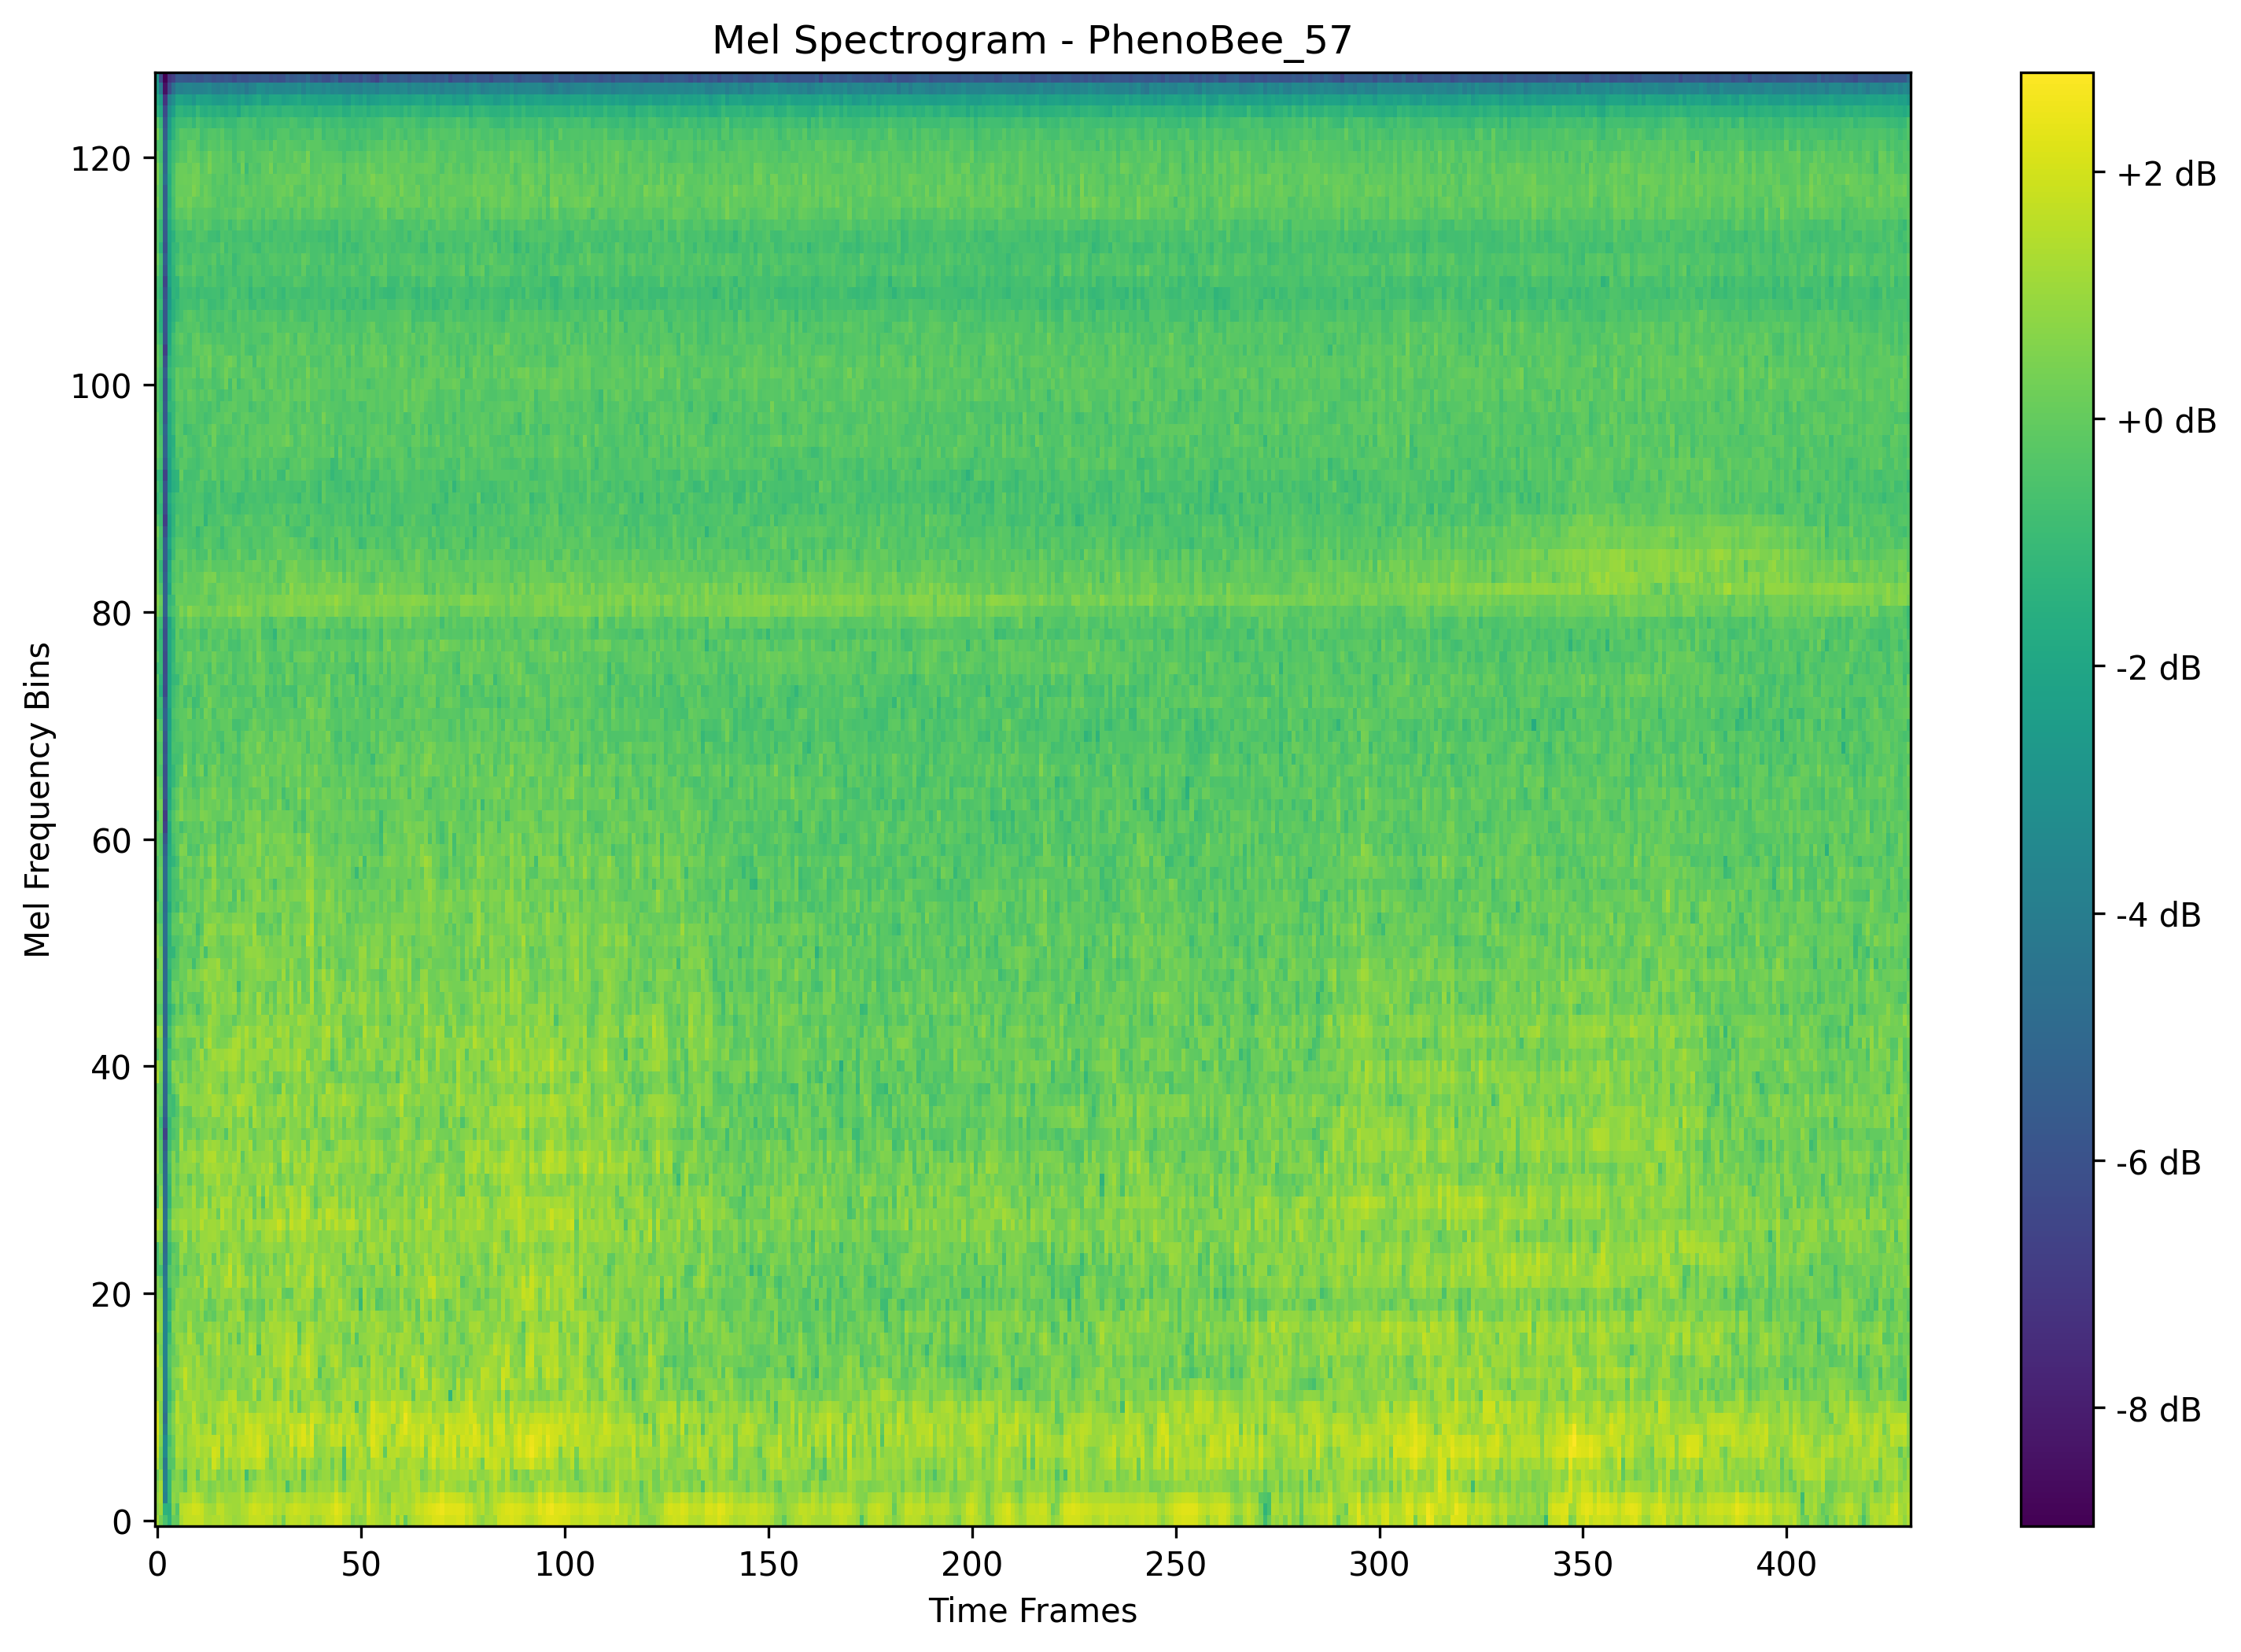 Mel Spectrogram - PhenoBee_57
Mel Frequency Bins
120
100
80
60
40
20
0
0 50 100 150 200 250 300 350 400
Time Frames
+2 dB
+0 dB
-2 dB
-4 dB
-6 dB
-8 dB